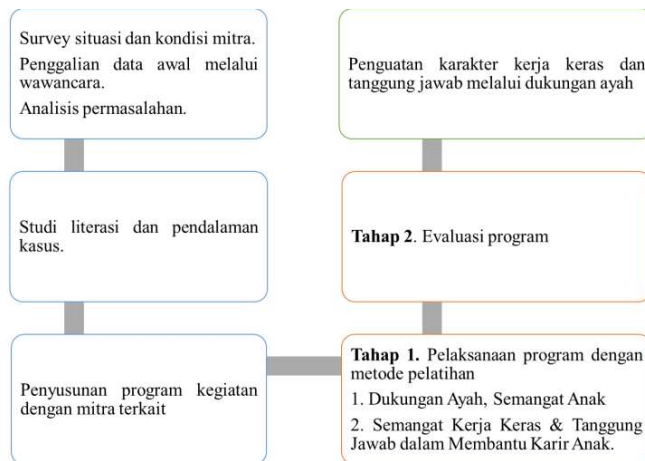 Survey situasi dan kondisi mitra.
Penggalian data awal melalui
wawancara.
Analisis permasalahan.
Studi literasi dan pendalaman
kasus.
Penyusunan program kegiatan
dengan mitra terkait
Tahap 1. Pelaksanaan program dengan
metode pelatihan
1. Dukungan Ayah, Semangat Anak
2. Semangat Kerja Keras & Tanggung
Jawab dalam Membantu Karir Anak.
Tahap 2. Evaluasi program
Penguatan karakter kerja keras dan
tanggung jawab melalui dukungan ayah